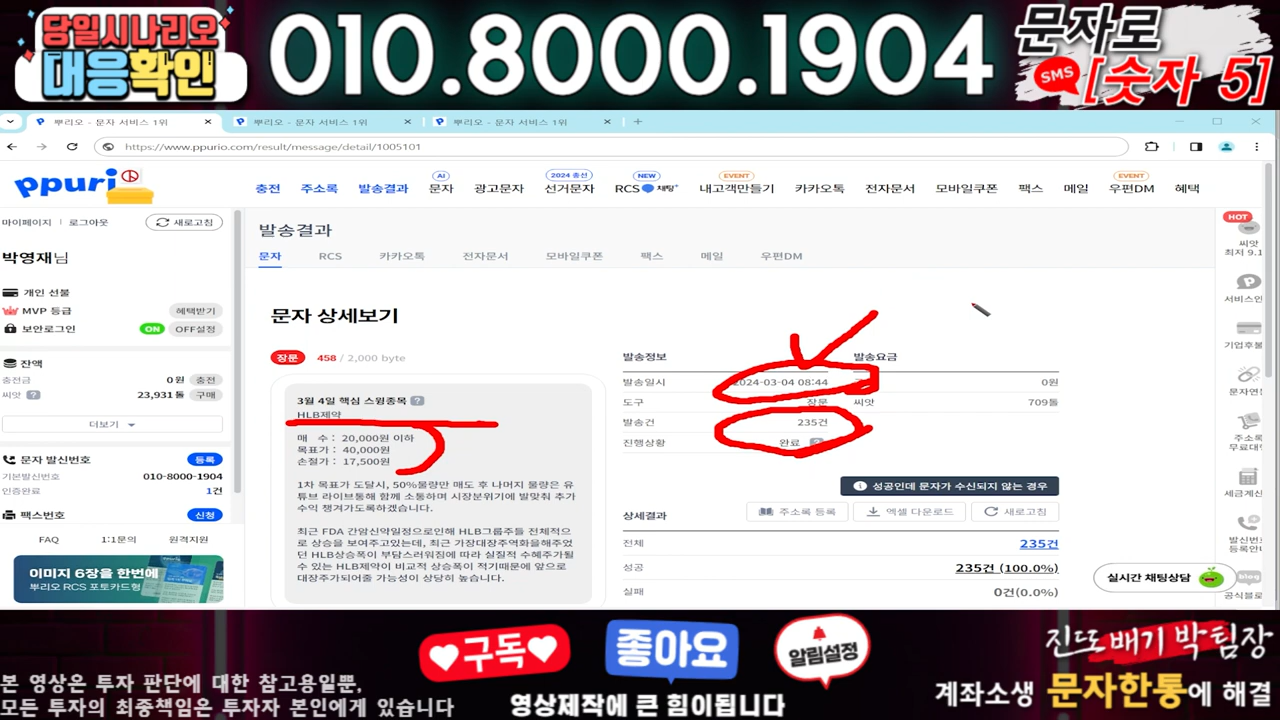 당일시나리오
대응확인
010.8000.1904
문자로
SMS
[숫자 5]
뿌리오 - 문자 서비스 1위
뿌리오 - 문자 서비스 1위
뿌리오 - 문자 서비스 1위
https://www.ppurio.com/result/message/detail/1005101
ppuri
충전
주소록
발송결과
AI
문자
광고문자
2024 총선
선거문자
NEW
RCS 채팅+
EVENT
내고객만들기
카카오톡
전자문서
모바일쿠폰
팩스
메일
EVENT
우편DM
혜택
마이페이지 | 로그아웃
새로고침
박영재님
개인 선불
MVP 등급
혜택받기
보안로그인
ON
OFF설정
잔액
충전금
0원
충전
씨앗 ?
23,931톨
구매
더보기
문자 발신번호
등록
기본발신번호
010-8000-1904
인증완료
1건
팩스번호
신청
FAQ
1:1문의
원격지원
이미지 6장을 한번에
뿌리오 RCS 포토카드형
발송결과
문자
RCS
카카오톡
전자문서
모바일쿠폰
팩스
메일
우편DM
문자 상세보기
장문
458 / 2,000 byte
3월 4일 핵심 스윙종목 ?
HLB제약
매 수 : 20,000원 이하
목표가 : 40,000원
손절가 : 17,500원
1차 목표가 도달시, 50%물량만 매도 후 나머지 물량은 유
튜브 라이브통해 함께 소통하며 시장분위기에 발맞춰 추가
수익 챙겨가도록하겠습니다.
최근 FDA 간암신약일정으로인해 HLB그룹주들 전체적으
로 상승을 보여주고있는데, 최근 가장대장주역화을해주었
던 HLB상승폭이 부담스러워짐에 따라 실질적 수혜주가될
수 있는 HLB제약이 비교적 상승폭이 적기때문에 앞으로
대장주가되어줄 가능성이 상당히 높습니다.
발송정보
발송일시
2024-03-04 08:44
도구
장문
발송건
235건
진행상황
완료 ?
발송요금
0원
씨앗
709톨
성공인데 문자가 수신되지 않는 경우
상세결과
주소록 등록
엑셀 다운로드
새로고침
전체
235건
성공
235건 (100.0%)
실패
0건(0.0%)
HOT
씨앗
최저 9.1
서비스인
기업후불
문자연동
주소록
무료대량
세금계산
발신번호
등록안내
blog
공식블로
실시간 채팅상담
본 영상은 투자 판단에 대한 참고용일뿐,
모든 투자의 최종책임은 투자자 본인에게 있습니다
구독
좋아요
알림설정
영상제작에 큰 힘이됩니다
진또배기 박팀장
계좌소생 문자한통에 해결